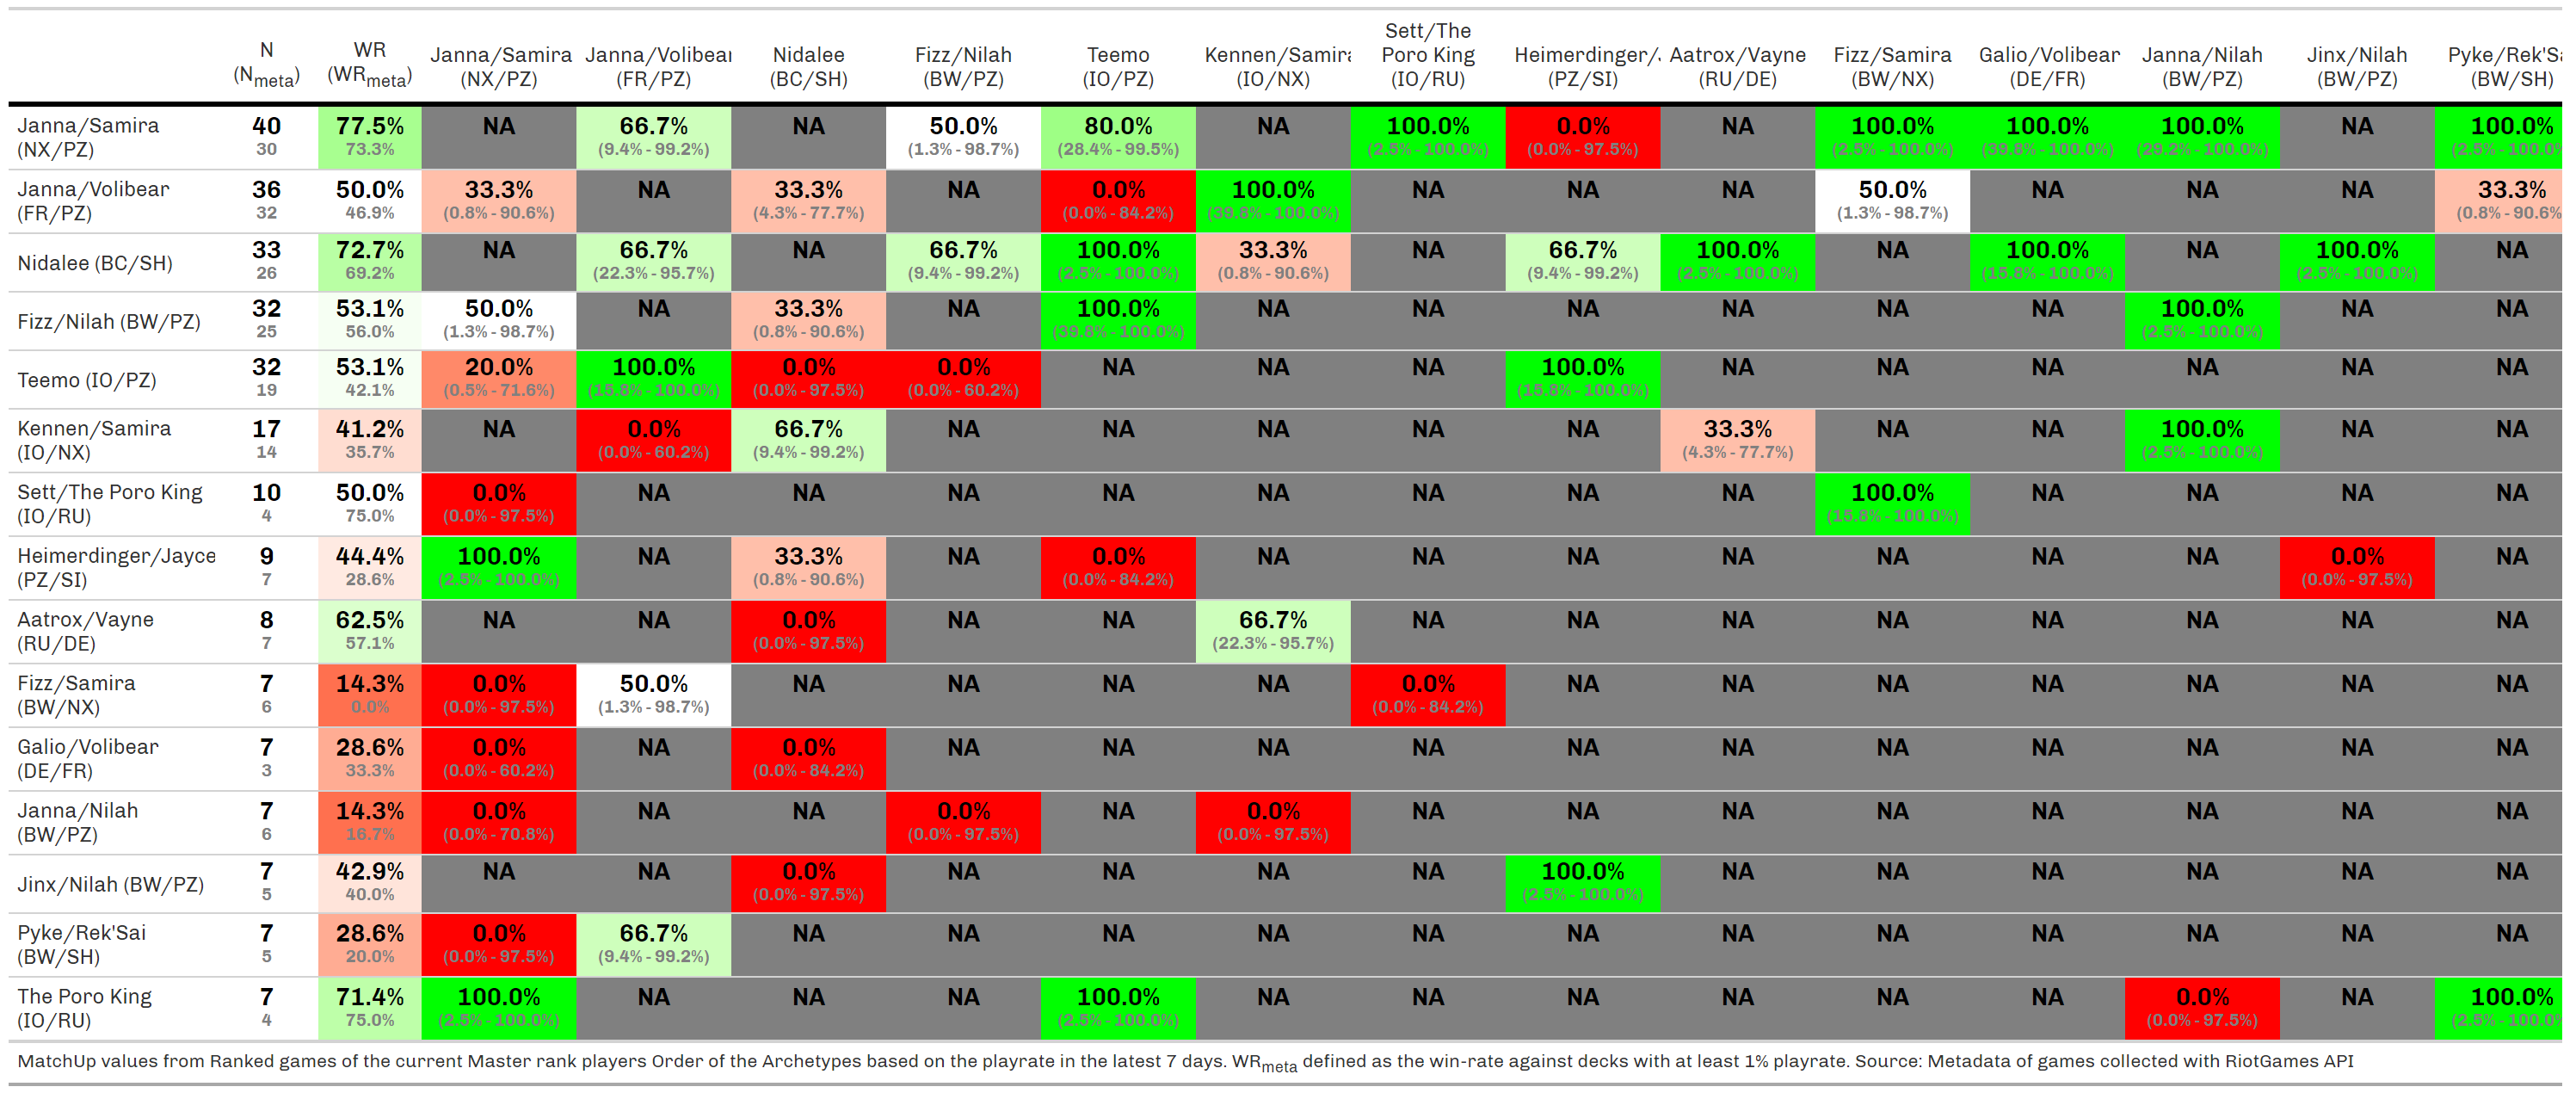 N (Nmeta) WR (WRmeta) Janna/Samira (NX/PZ) Janna/Volibear (FR/PZ) Nidalee (BC/SH) Fizz/Nilah (BW/PZ) Teemo (IO/PZ) Kennen/Samira (IO/NX) Sett/The Poro King (IO/RU) Heimerdinger/ (PZ/SI) Aatrox/Vayne (RU/DE) Fizz/Samira (BW/NX) Galio/Volibear (DE/FR) Janna/Nilah (BW/PZ) Jinx/Nilah (BW/PZ) Pyke/Rek'Sa (BW/SH)
Janna/Samira 40 77.5% NA 66.7% NA 50.0% 80.0% NA 100.0% 0.0% NA 100.0% 100.0% 100.0% NA 100.0%
(NX/PZ) 30 73.3% (9.4% - 99.2%) (1.3% - 98.7%) (28.4% - 99.5%) (2.5% - 100.0%) (0.0% - 97.5%) (2.5% - 100.0%) (39.8% - 100.0%) (29.2% - 100.0%) (2.5% - 100.0%
Janna/Volibear 36 50.0% 33.3% NA 33.3% NA 0.0% 100.0% NA NA NA 50.0% NA NA NA 33.3%
(FR/PZ) 32 46.9% (0.8% - 90.6%) (4.3% - 77.7%) (0.0% - 84.2%) (39.8% - 100.0%) (1.3% - 98.7%) (0.8% - 90.6%
Nidalee (BC/SH) 33 72.7% NA 66.7% NA 66.7% 100.0% 33.3% NA 66.7% 100.0% NA 100.0% NA 100.0% NA
26 69.2% (22.3% - 95.7%) (9.4% - 99.2%) (2.5% - 100.0%) (0.8% - 90.6%) (9.4% - 99.2%) (2.5% - 100.0%) (15.8% - 100.0%) (2.5% - 100.0%)
Fizz/Nilah (BW/PZ) 32 53.1% 50.0% NA 33.3% NA 100.0% NA NA NA NA NA NA 100.0% NA NA
25 56.0% (1.3% - 98.7%) (0.8% - 90.6%) (39.8% - 100.0%) (2.5% - 100.0%)
Teemo (IO/PZ) 32 53.1% 20.0% 100.0% 0.0% 0.0% NA NA NA 100.0% NA NA NA NA NA NA
19 42.1% (0.5% - 71.6%) (15.8% - 100.0%) (0.0% - 97.5%) (0.0% - 60.2%) (15.8% - 100.0%)
Kennen/Samira 17 41.2% NA 0.0% 66.7% NA NA NA NA NA 33.3% NA NA 100.0% NA NA
(IO/NX) 14 35.7% (0.0% - 60.2%) (9.4% - 99.2%) (4.3% - 77.7%) (2.5% - 100.0%)
Sett/The Poro King 10 50.0% 0.0% NA NA NA NA NA NA NA NA 100.0% NA NA NA NA
(IO/RU) 4 75.0% (0.0% - 97.5%) (15.8% - 100.0%)
Heimerdinger/Jayce 9 44.4% 100.0% NA 33.3% NA 0.0% NA NA NA NA NA NA NA 0.0% NA
(PZ/SI) 7 28.6% (2.5% - 100.0%) (0.8% - 90.6%) (0.0% - 84.2%) (0.0% - 97.5%)
Aatrox/Vayne 8 62.5% NA NA 0.0% NA NA 66.7% NA NA NA NA NA NA NA NA
(RU/DE) 7 57.1% (0.0% - 97.5%) (22.3% - 95.7%)
Fizz/Samira 7 14.3% 0.0% 50.0% NA NA NA NA 0.0% NA NA NA NA NA NA NA
(BW/NX) 6 0.0% (0.0% - 97.5%) (1.3% - 98.7%) (0.0% - 84.2%)
Galio/Volibear 7 28.6% 0.0% NA 0.0% NA NA NA NA NA NA NA NA NA NA NA
(DE/FR) 3 33.3% (0.0% - 60.2%) (0.0% - 84.2%)
Janna/Nilah 7 14.3% 0.0% NA NA 0.0% NA 0.0% NA NA NA NA NA NA NA NA
(BW/PZ) 6 16.7% (0.0% - 70.8%) (0.0% - 97.5%) (0.0% - 97.5%)
Jinx/Nilah (BW/PZ) 7 42.9% NA NA 0.0% NA NA NA NA 100.0% NA NA NA NA NA NA
5 40.0% (0.0% - 97.5%) (2.5% - 100.0%)
Pyke/Rek'Sai 7 28.6% 0.0% 66.7% NA NA NA NA NA NA NA NA NA NA NA NA
(BW/SH) 5 20.0% (0.0% - 97.5%) (9.4% - 99.2%)
The Poro King 7 71.4% 100.0% NA NA NA 100.0% NA NA NA NA NA NA 0.0% NA 100.0%
(IO/RU) 4 75.0% (2.5% - 100.0%) (2.5% - 100.0%) (0.0% - 97.5%) (2.5% - 100.0%
MatchUp values from Ranked games of the current Master rank players Order of the Archetypes based on the playrate in the latest 7 days. WRmeta defined as the win-rate against decks with at least 1% playrate. Source: Metadata of games collected with RiotGames API